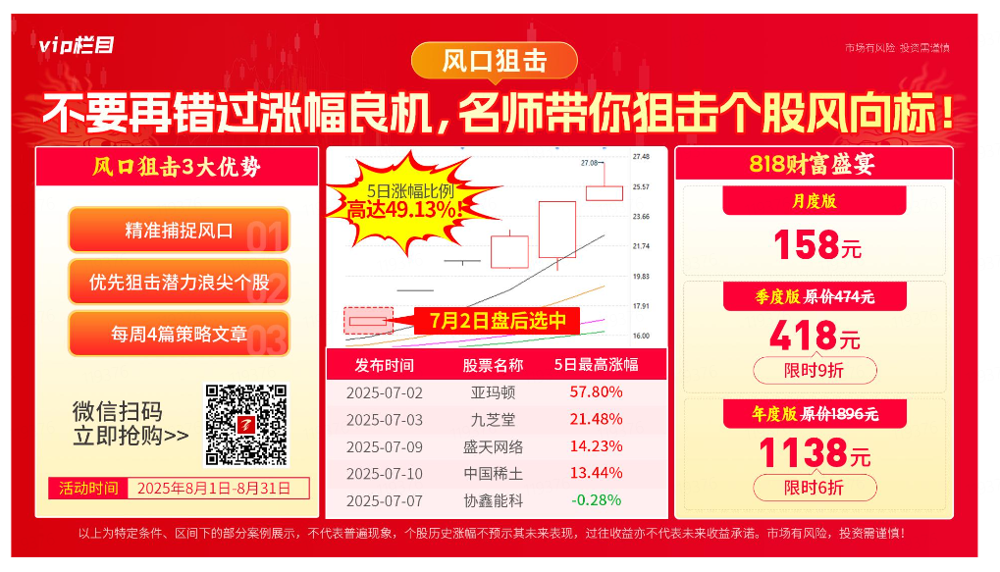 vip栏目
风口狙击
市场有风险 投资需谨慎
不要再错过涨幅良机,名师带你狙击个股风向标!
风口狙击3大优势
精准捕捉风口
01
优先狙击潜力浪尖个股
02
每周4篇策略文章
03
微信扫码
立即抢购>>
活动时间 2025年8月1日-8月31日
5日涨幅比例
高达49.13%!
27.08
27.48
25.57
23.66
21.74
19.83
17.91
16.00
7月2日盘后选中
发布时间 股票名称 5日最高涨幅
2025-07-02 亚玛顿 57.80%
2025-07-03 九芝堂 21.48%
2025-07-09 盛天网络 14.23%
2025-07-10 中国稀土 13.44%
2025-07-07 协鑫能科 -0.28%
818财富盛宴
月度版
158元
季度版 原价474元
418元
限时9折
年度版 原价1896元
1138元
限时6折
以上为特定条件、区间下的部分案例展示，不代表普遍现象，个股历史涨幅不预示其未来表现，过往收益亦不代表未来收益承诺。市场有风险，投资需谨慎！